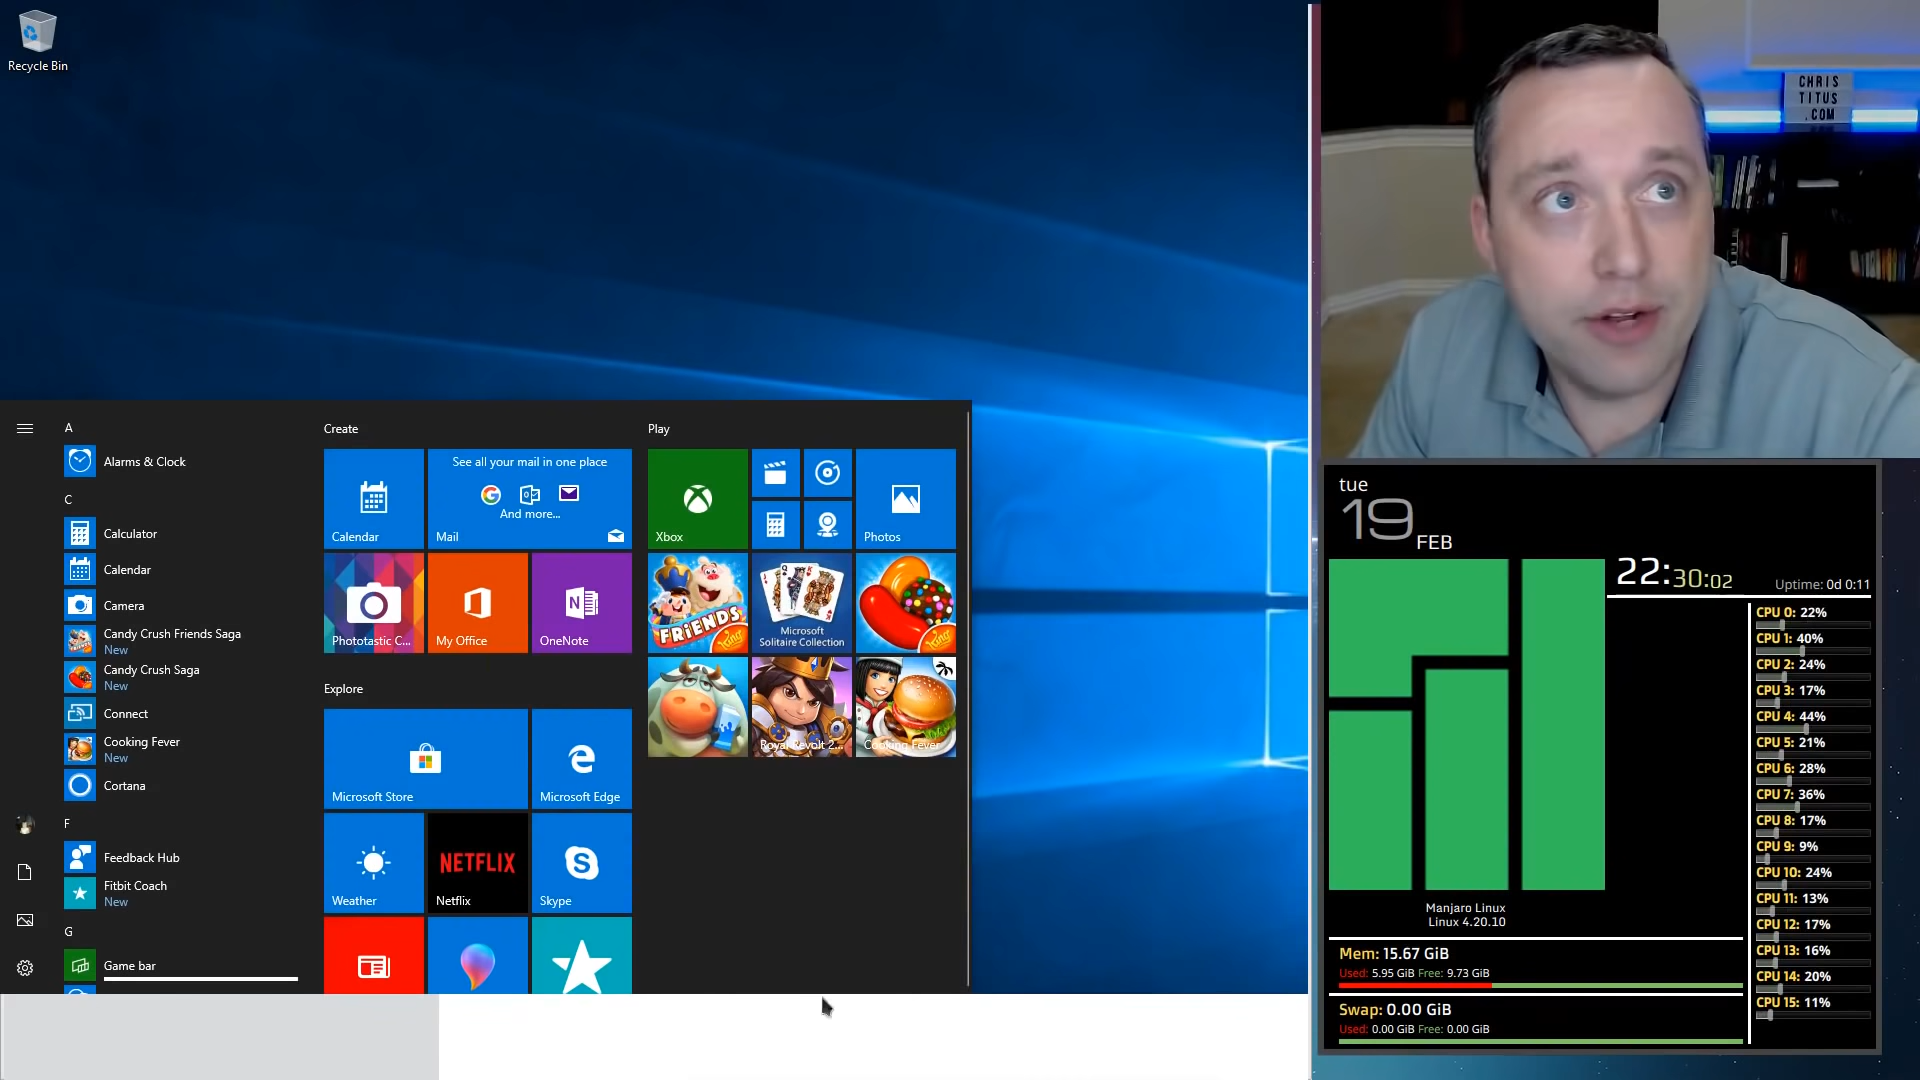 Recycle Bin
A
Alarms & Clock
C
Calculator
Calendar
Camera
Candy Crush Friends Saga
New
Candy Crush Saga
New
Connect
Cooking Fever
New
Cortana
F
Feedback Hub
Fitbit Coach
New
G
Game bar
Create
Calendar
See all your mail in one place
And more...
Mail
Phototastic C...
My Office
OneNote
Explore
Microsoft Store
Microsoft Edge
Weather
NETFLIX
Netflix
Skype
Play
Xbox
Photos
FRiENDS
King
Microsoft
Solitaire Collection
King
Royal Revolt 2...
Cooking Fever
CHRIS
TITUS
.COM
tue
19
FEB
22:30:02
Uptime: 0d 0:11
CPU 0: 22%
CPU 1: 40%
CPU 2: 24%
CPU 3: 17%
CPU 4: 44%
CPU 5: 21%
CPU 6: 28%
CPU 7: 36%
CPU 8: 17%
CPU 9: 9%
CPU 10: 24%
CPU 11: 13%
CPU 12: 17%
CPU 13: 16%
CPU 14: 20%
CPU 15: 11%
Manjaro Linux
Linux 4.20.10
Mem: 15.67 GiB
Used: 5.95 GiB Free: 9.73 GiB
Swap: 0.00 GiB
Used: 0.00 GiB Free: 0.00 GiB